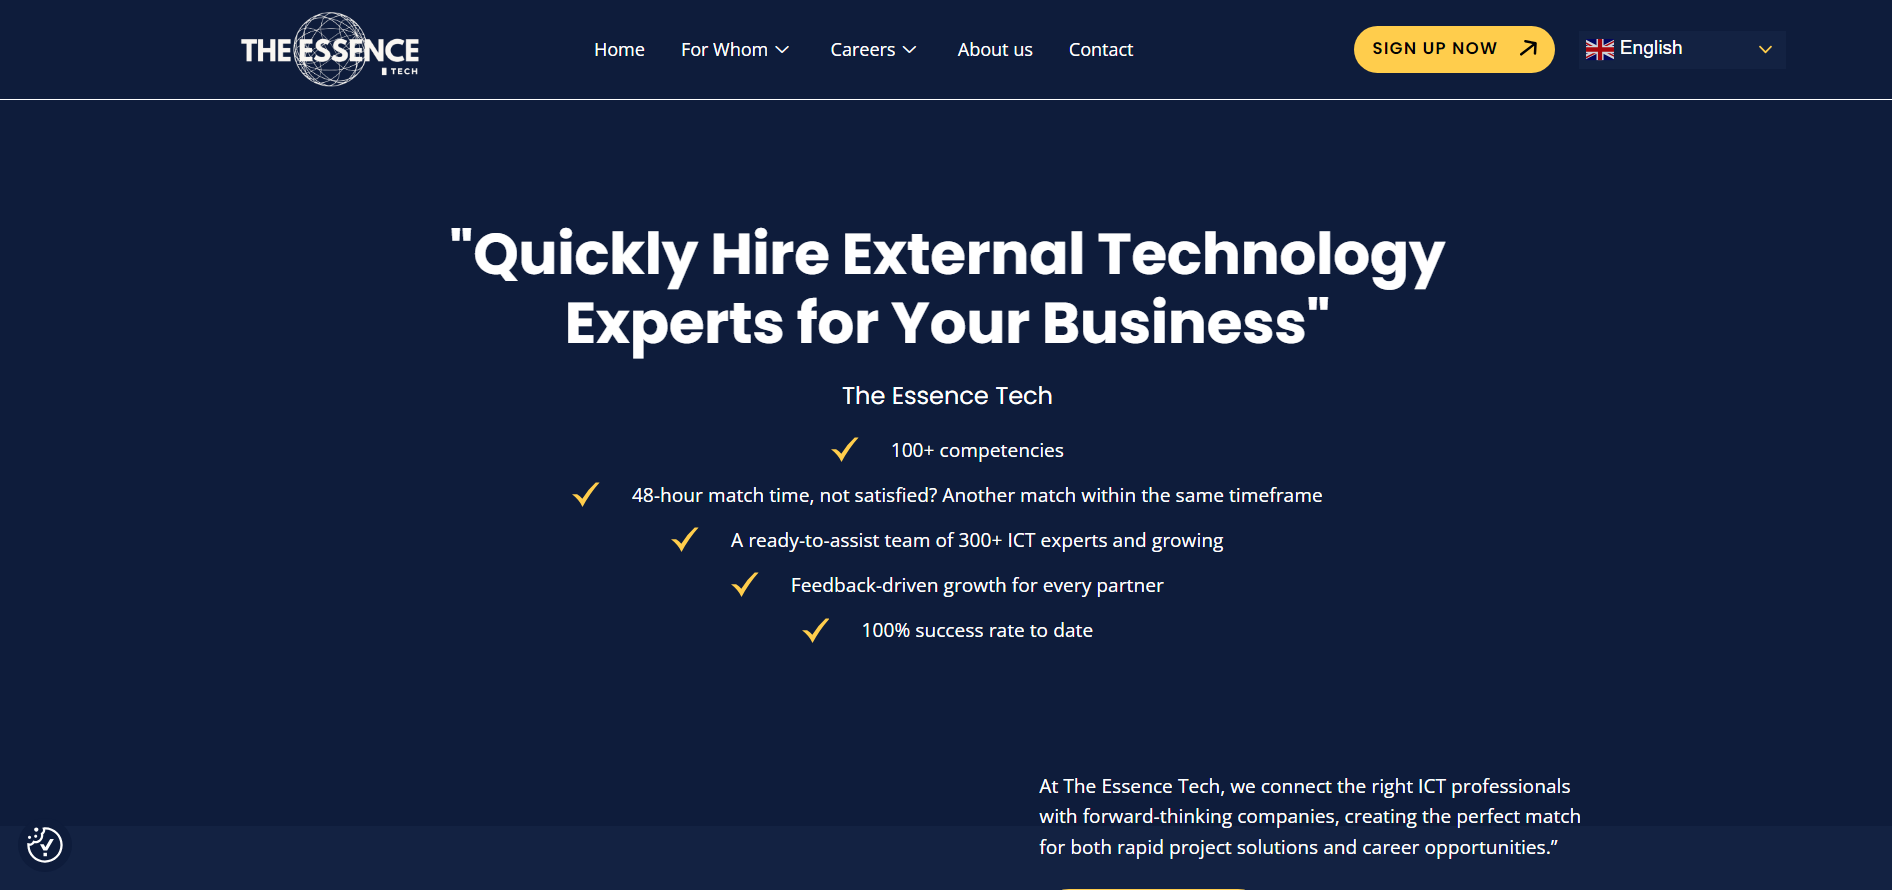 THE ESSENCE
TECH
Home
For Whom
Careers
About us
Contact
SIGN UP NOW
English
"Quickly Hire External Technology
Experts for Your Business"
The Essence Tech
100+ competencies
48-hour match time, not satisfied? Another match within the same timeframe
A ready-to-assist team of 300+ ICT experts and growing
Feedback-driven growth for every partner
100% success rate to date
At The Essence Tech, we connect the right ICT professionals
with forward-thinking companies, creating the perfect match
for both rapid project solutions and career opportunities.”